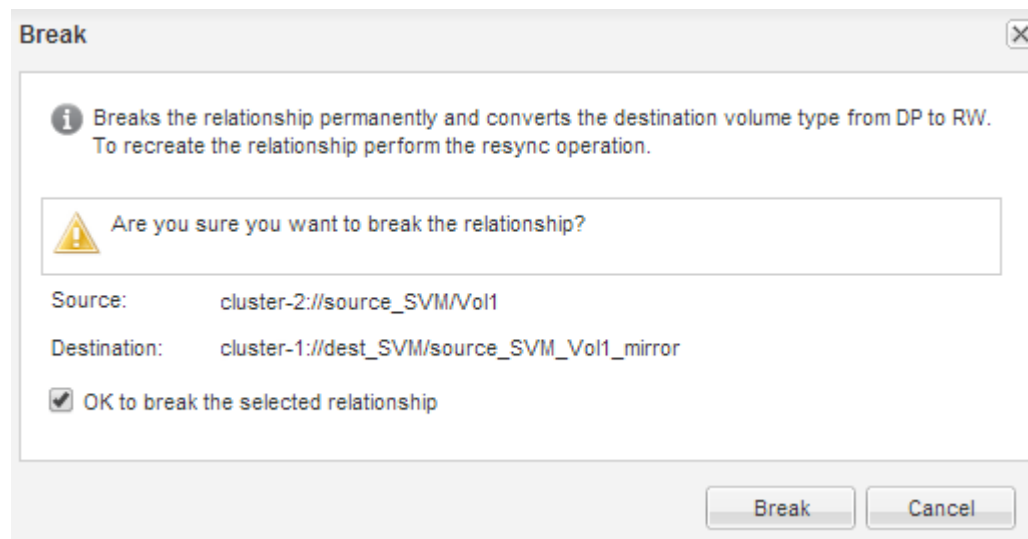 Break
Breaks the relationship permanently and converts the destination volume type from DP to RW.
To recreate the relationship perform the resync operation.
Are you sure you want to break the relationship?
Source: cluster-2://source_SVM/Vol1
Destination: cluster-1://dest_SVM/source_SVM_Vol1_mirror
OK to break the selected relationship
Break Cancel